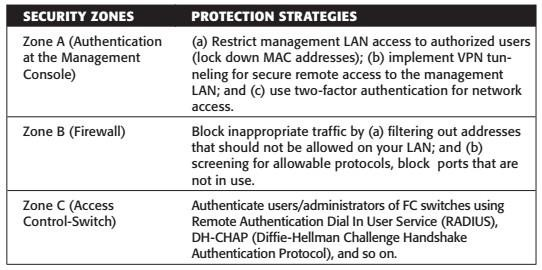 SECURITY ZONES PROTECTION STRATEGIES
Zone A (Authentication
at the Management
Console)
(a) Restrict management LAN access to authorized users
(lock down MAC addresses); (b) implement VPN tun-
neling for secure remote access to the management
LAN; and (c) use two-factor authentication for network
access.
Zone B (Firewall)
Block inappropriate traffic by (a) filtering out addresses
that should not be allowed on your LAN; and (b)
screening for allowable protocols, block ports that are
not in use.
Zone C (Access
Control-Switch)
Authenticate users/administrators of FC switches using
Remote Authentication Dial In User Service (RADIUS),
DH-CHAP (Diffie-Hellman Challenge Handshake
Authentication Protocol), and so on.